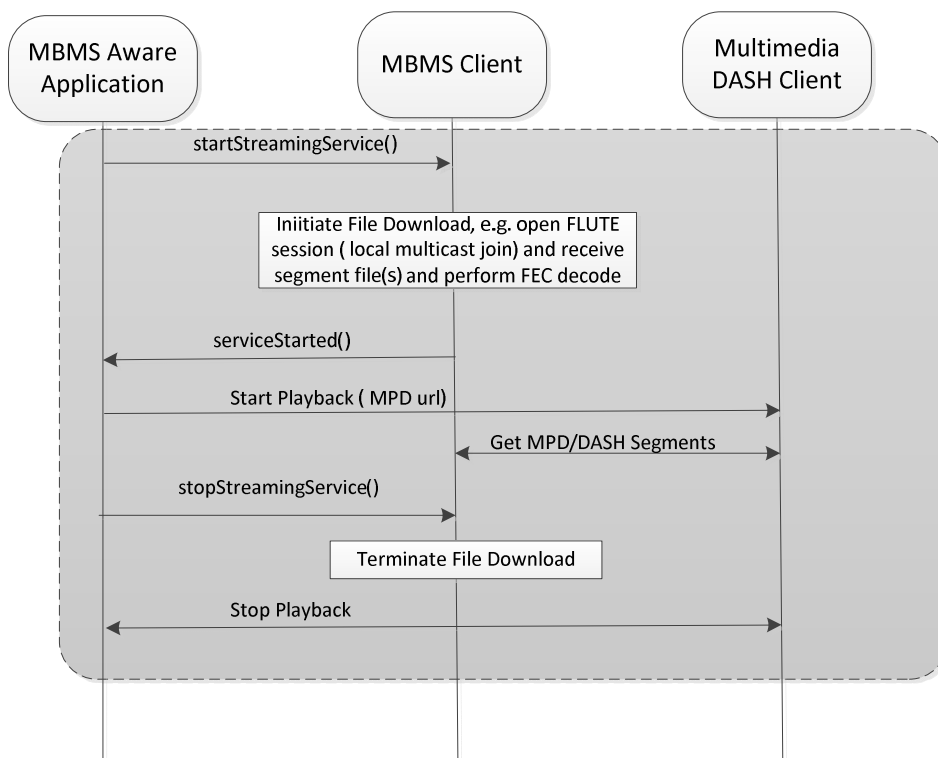 MBMS Aware
Application
MBMS Client
Multimedia
DASH Client
startStreamingService()
Iniitiate File Download, e.g. open FLUTE
session ( local multicast join) and receive
segment file(s) and perform FEC decode
serviceStarted()
Start Playback ( MPD url)
Get MPD/DASH Segments
stopStreamingService()
Terminate File Download
Stop Playback